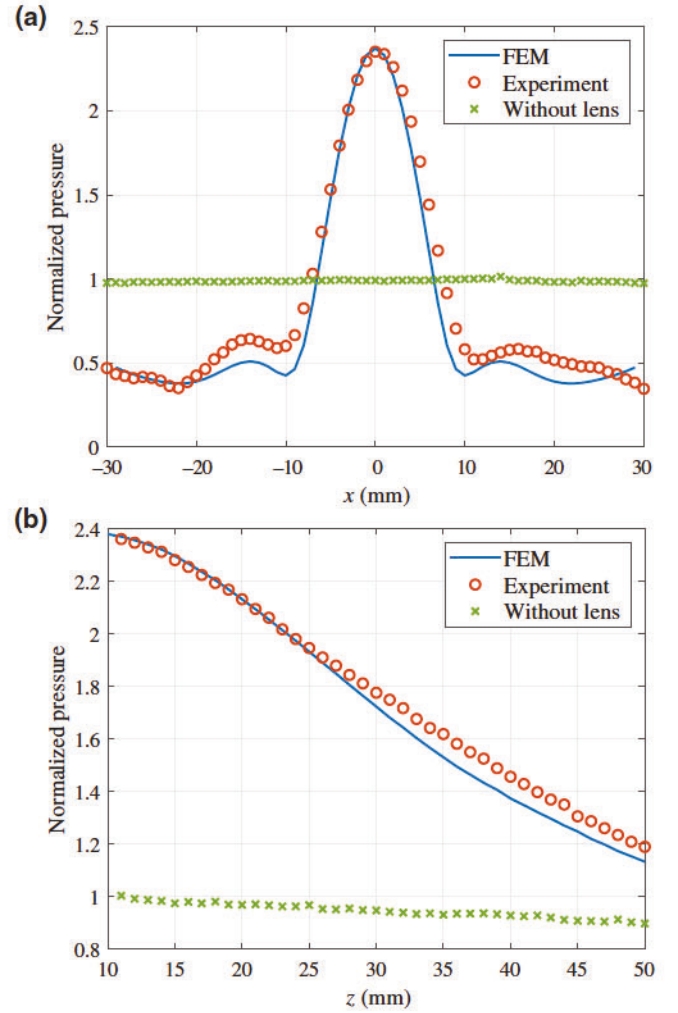 (a)
2.5
2
1.5
1
0.5
0
Normalized pressure
FEM
Experiment
Without lens
−30
−20
−10
0
10
20
30
x (mm)
(b)
2.4
2.2
2
1.8
1.6
1.4
1.2
1
0.8
Normalized pressure
FEM
Experiment
Without lens
10
15
20
25
30
35
40
45
50
z (mm)